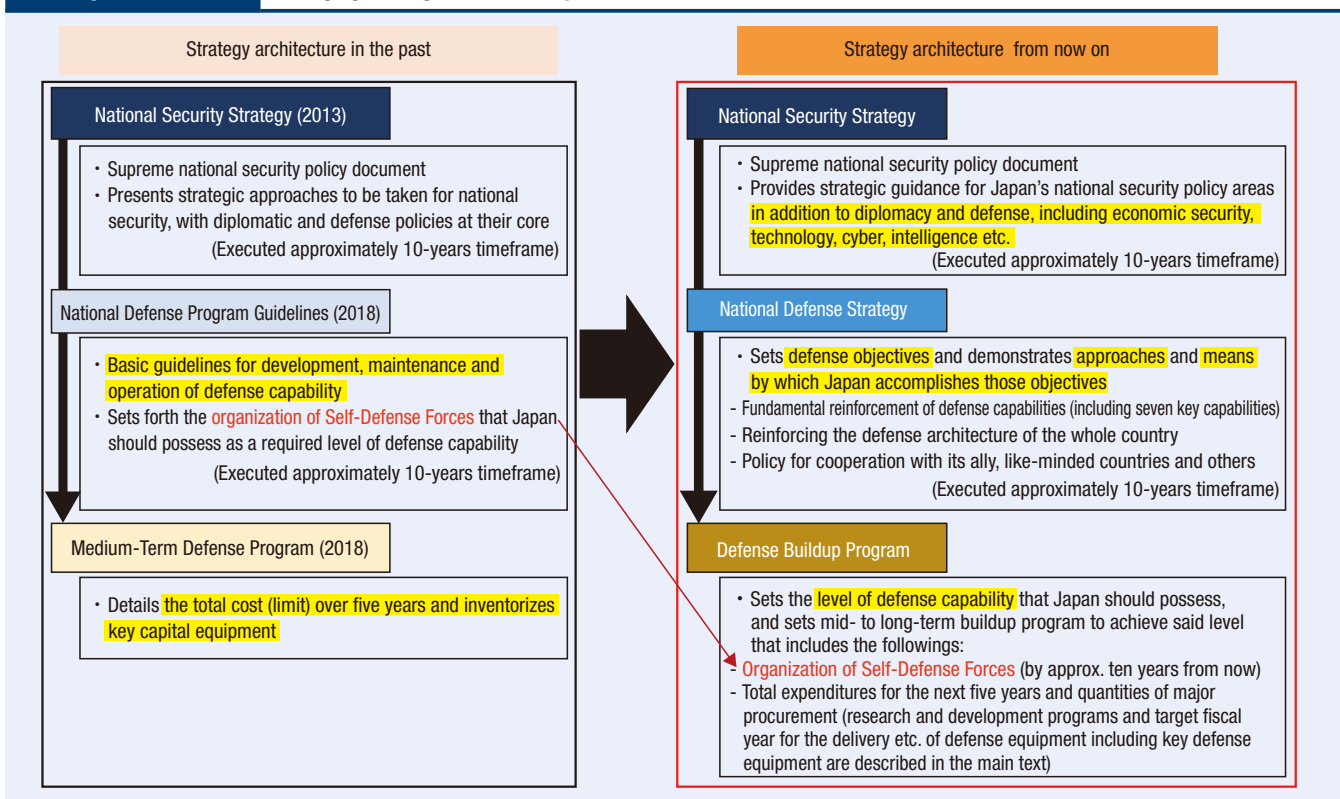 Strategy architecture in the past
National Security Strategy (2013)
・Supreme national security policy document
・Presents strategic approaches to be taken for national
security, with diplomatic and defense policies at their core
(Executed approximately 10-years timeframe)
National Defense Program Guidelines (2018)
・Basic guidelines for development, maintenance and
operation of defense capability
・Sets forth the organization of Self-Defense Forces that Japan
should possess as a required level of defense capability
(Executed approximately 10-years timeframe)
Medium-Term Defense Program (2018)
・Details the total cost (limit) over five years and inventorizes
key capital equipment
Strategy architecture from now on
National Security Strategy
・Supreme national security policy document
・Provides strategic guidance for Japan's national security policy areas
in addition to diplomacy and defense, including economic security,
technology, cyber, intelligence etc.
(Executed approximately 10-years timeframe)
National Defense Strategy
・Sets defense objectives and demonstrates approaches and means
by which Japan accomplishes those objectives
- Fundamental reinforcement of defense capabilities (including seven key capabilities)
- Reinforcing the defense architecture of the whole country
- Policy for cooperation with its ally, like-minded countries and others
(Executed approximately 10-years timeframe)
Defense Buildup Program
・Sets the level of defense capability that Japan should possess,
and sets mid- to long-term buildup program to achieve said level
that includes the followings:
- Organization of Self-Defense Forces (by approx. ten years from now)
- Total expenditures for the next five years and quantities of major
procurement (research and development programs and target fiscal
year for the delivery etc. of defense equipment including key defense
equipment are described in the main text)